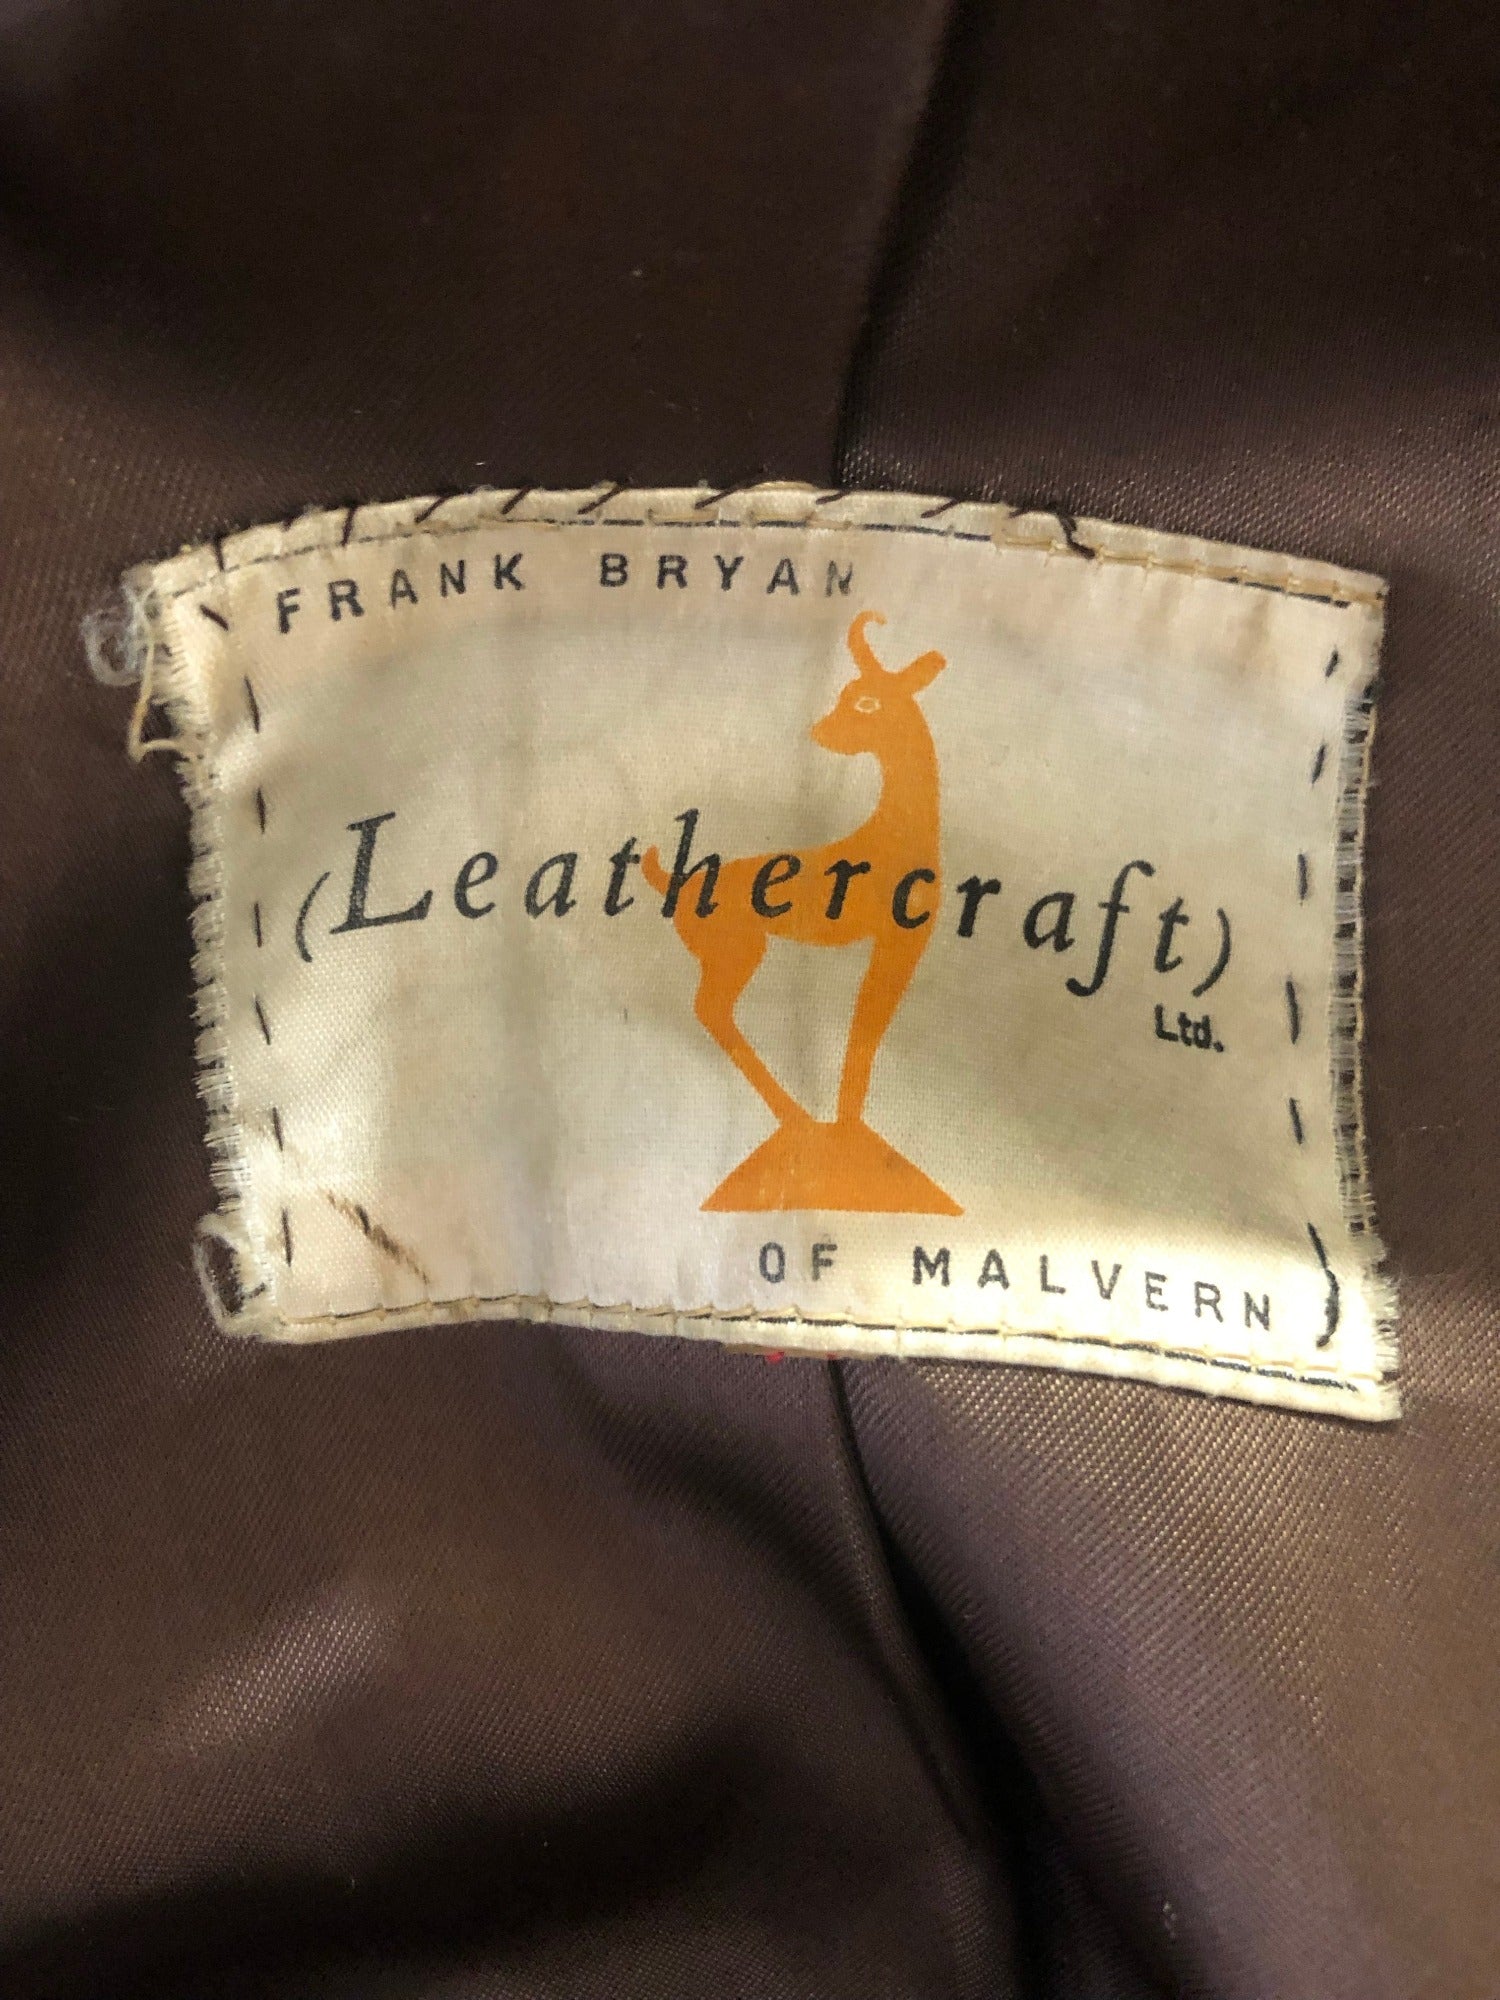 FRANK BRYAN
(Leathercraft)
Ltd.
OF MALVERN